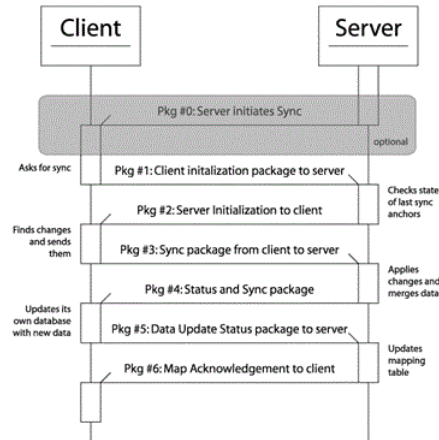 Client
Server
Pkg #0: Server initiates Sync
optional
Asks for sync
Pkg #1: Client initalization package to server
Checks state
of last sync
anchors
Pkg #2: Server Initialization to client
Finds changes
and sends
them
Pkg #3: Sync package from client to server
Applies
changes and
merges data
Pkg #4: Status and Sync package
Updates its
own database
with new data
Pkg #5: Data Update Status package to server
Updates
mapping
table
Pkg #6: Map Acknowledgement to client